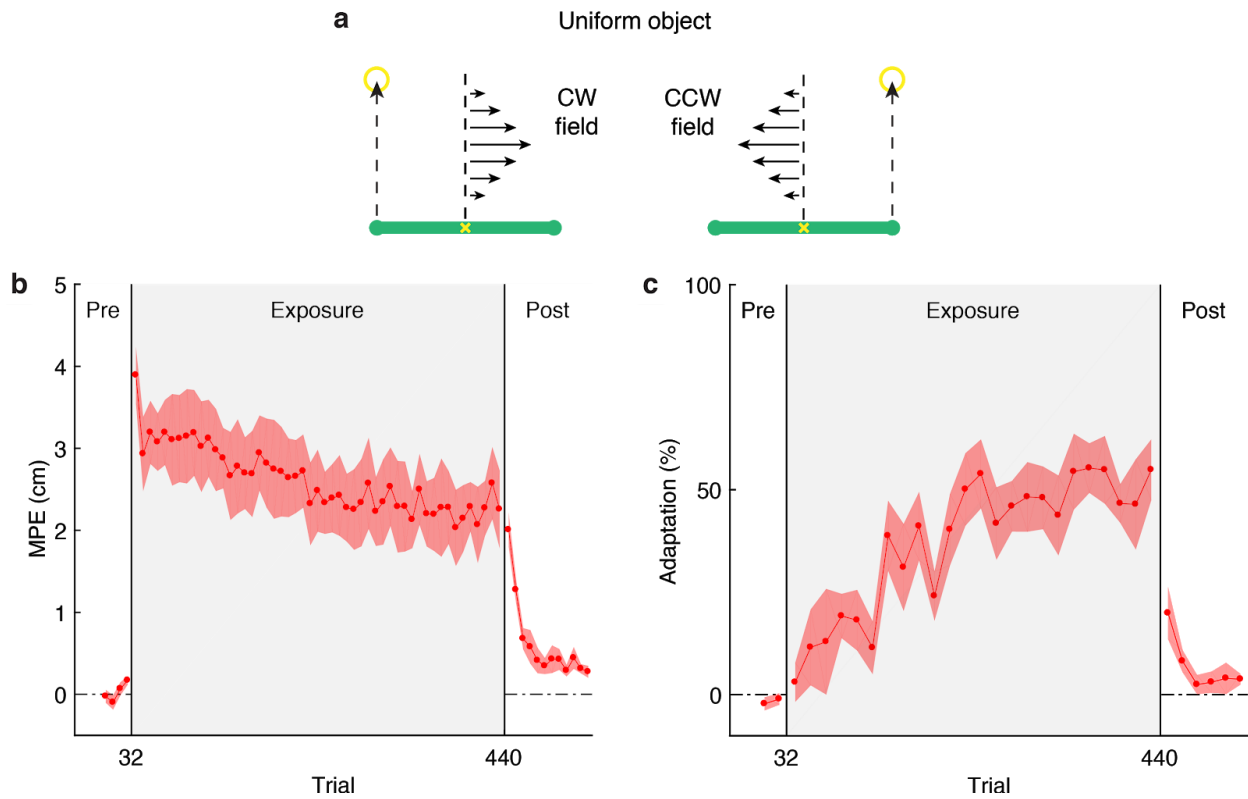 a
Uniform object
CW
field
CCW
field
b
MPE (cm)
5
4
3
2
1
0
Pre
Exposure
Post
32
440
Trial
c
Adaptation (%)
100
50
0
Pre
Exposure
Post
32
440
Trial